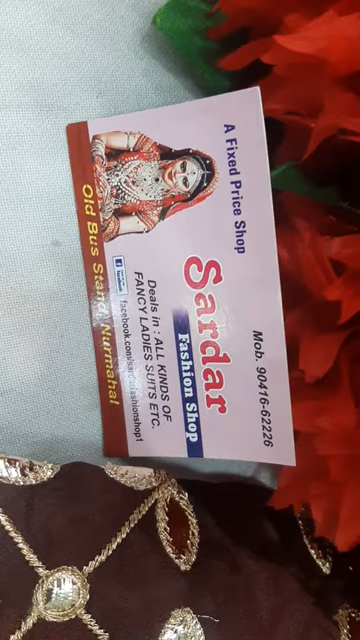 Mob. 90416-62226
A Fixed Price Shop
Sardar
Fashion Shop
Deals in : ALL KINDS OF
FANCY LADIES SUITS ETC.
facebook.com/sardarfashionshop1
Old Bus Stand, Nurmahal